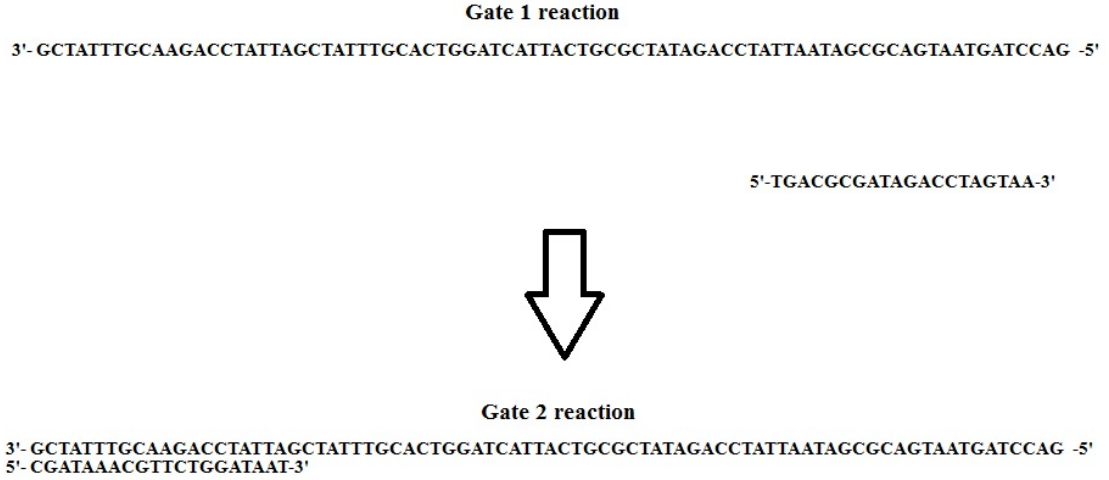 Gate 1 reaction
3'- GCTATTTGCAAGACCTATTAGCTATTTGCACTGGATCATTACTGCGCTATAGACCTATTAATAGCGCAGTAATGATCCAG -5'
5'-TGACGCGATAGACCTAGTAA-3'
Gate 2 reaction
3'- GCTATTTGCAAGACCTATTAGCTATTTGCACTGGATCATTACTGCGCTATAGACCTATTAATAGCGCAGTAATGATCCAG -5'
5'- CGATAAACGTTCTGGATAAT-3'